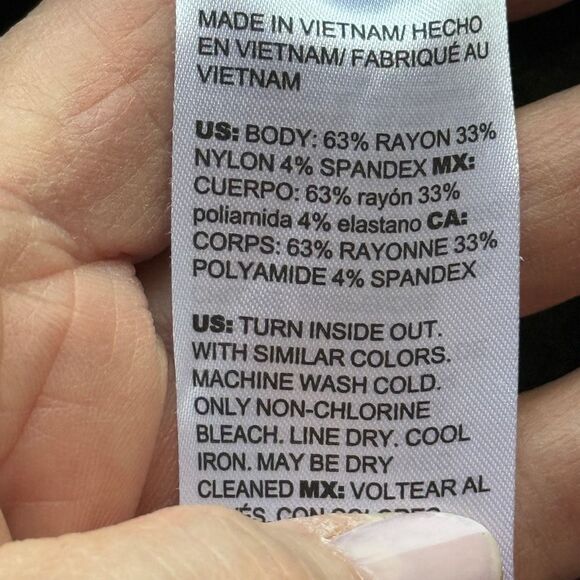 MADE IN VIETNAM/ HECHO
EN VIETNAM/ FABRIQUÉ AU
VIETNAM
US: BODY: 63% RAYON 33%
NYLON 4% SPANDEX MX:
CUERPO: 63% rayón 33%
poliamida 4% elastano CA:
CORPS: 63% RAYONNE 33%
POLYAMIDE 4% SPANDEX
US: TURN INSIDE OUT.
WITH SIMILAR COLORS.
MACHINE WASH COLD.
ONLY NON-CHLORINE
BLEACH. LINE DRY. COOL
IRON. MAY BE DRY
CLEANED MX: VOLTEAR AL
CON COLORES